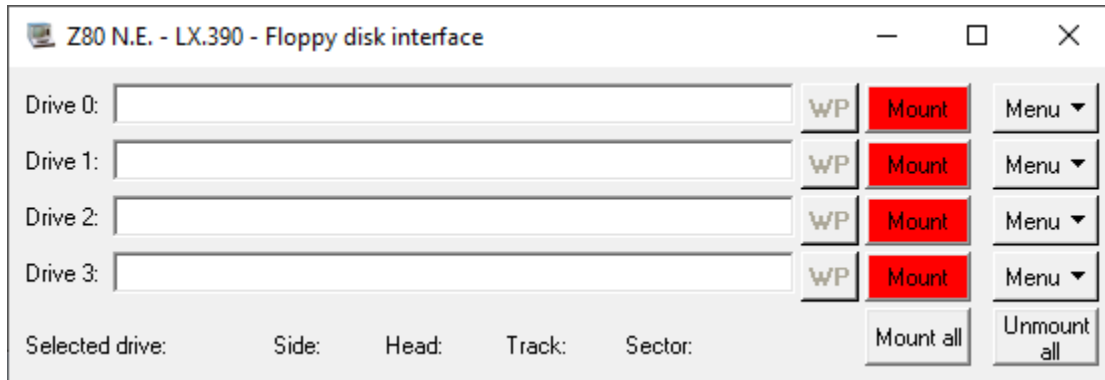 Z80 N.E. - LX.390 - Floppy disk interface
Drive 0: WP Mount Menu
Drive 1: WP Mount Menu
Drive 2: WP Mount Menu
Drive 3: WP Mount Menu
Selected drive: Side: Head: Track: Sector: Mount all Unmount
all